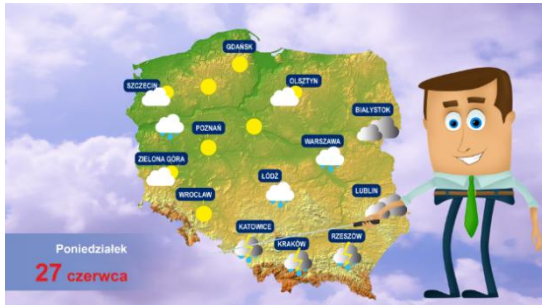 GDAŃSK
SZCZECIN
OLSZTYN
BIAŁYSTOK
POZNAŃ
WARSZAWA
ZIELONA GÓRA
ŁÓDŹ
WROCŁAW
LUBLIN
KATOWICE
KRAKÓW
RZESZÓW
Poniedziałek
27 czerwca